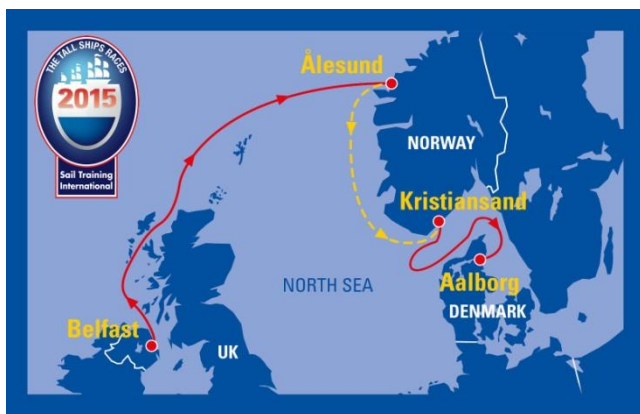 THE TALL SHIPS RACES
2015
Sail Training
International
Ålesund
NORWAY
Kristiansand
NORTH SEA
Aalborg
DENMARK
Belfast
UK